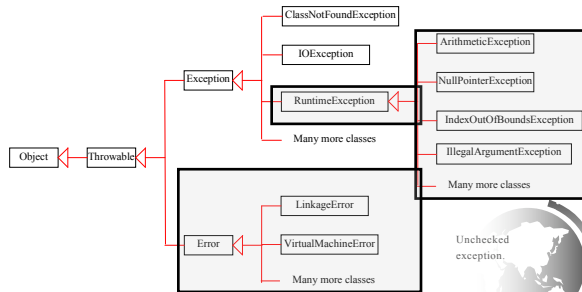 ClassNotFoundException
ArithmeticException
IOException
Exception
NullPointerException
RuntimeException
IndexOutOfBoundsException
Many more classes
Object
Throwable
IllegalArgumentException
Many more classes
LinkageError
Error
VirtualMachineError
Unchecked
exception.
Many more classes